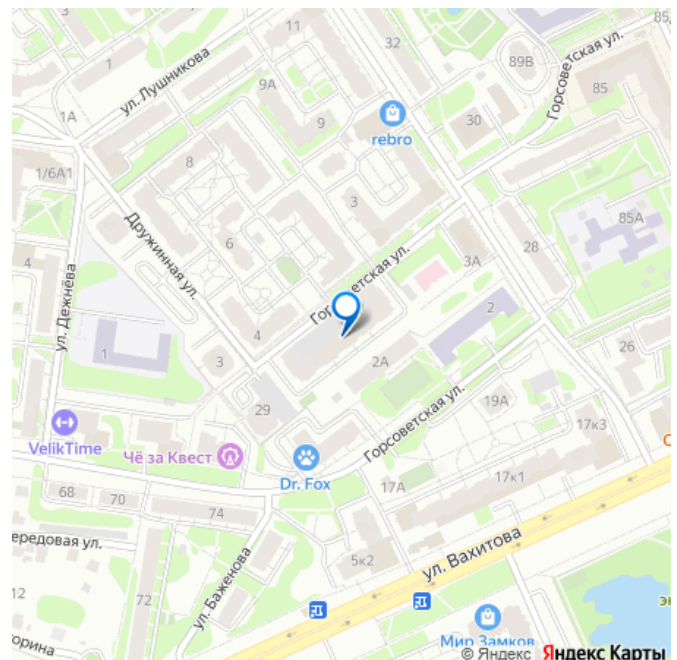 85Д
Горсоветская ул.
11
32
89В
1
ул. Лушникова
9А
85
1А
9
30
rebro
8
1/6А1
3
85А
Дружинная ул.
6
28
4
3А
Горсоветская ул.
2
ул. Дежнёва
4
1
3
2А
26
29
19А
17к3
VelikTime
Чё за Квест
Горсоветская ул.
Dr. Fox
17А
17к1
68
70
74
ередовая ул.
5к2
ул. Вахитова
12
72
ул. Баженова
Мир Замков
© Яндекс Яндекс Карты